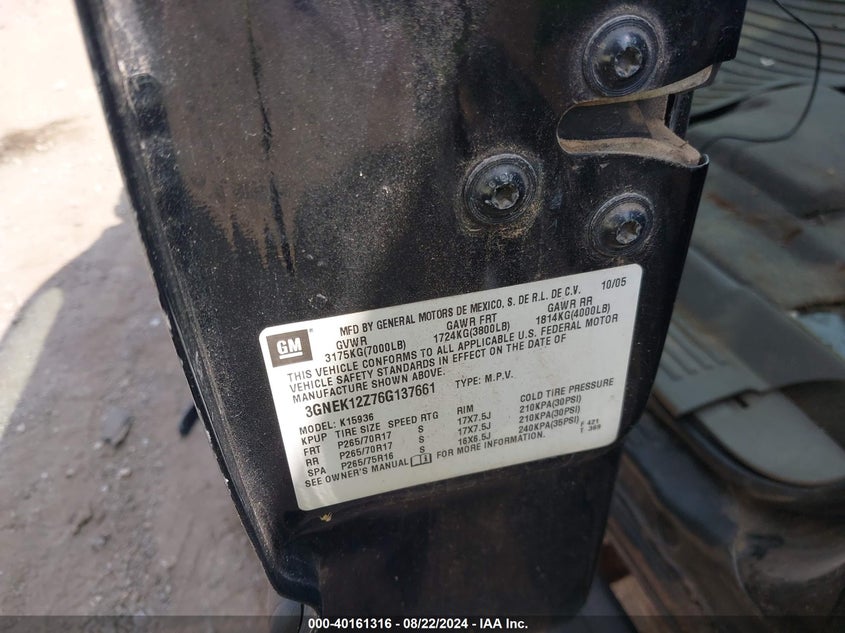 GM
MFD BY GENERAL MOTORS DE MEXICO, S. DE R.L. DE C.V. 10/05
GVWR GAWR FRT GAWR RR
3175KG(7000LB) 1724KG(3800LB) 1814KG(4000LB)
THIS VEHICLE CONFORMS TO ALL APPLICABLE U.S. FEDERAL MOTOR
VEHICLE SAFETY STANDARDS IN EFFECT ON THE DATE OF
MANUFACTURE SHOWN ABOVE.
3GNEK12Z76G137661 TYPE: M.P.V.
MODEL: K15936
KPUP TIRE SIZE SPEED RTG RIM COLD TIRE PRESSURE
FRT P265/70R17 S 17X7.5J 210KPA(30PSI)
RR P265/70R17 S 17X7.5J 210KPA(30PSI)
SPA P265/75R16 S 16X6.5J 240KPA(35PSI) F 421
SEE OWNER'S MANUAL FOR MORE INFORMATION. T 369
000-40161316 - 08/22/2024 - IAA Inc.